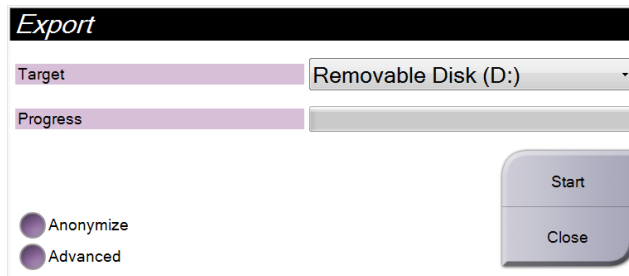 Export
Target
Removable Disk (D:)
Progress
Start
Close
Anonymize
Advanced